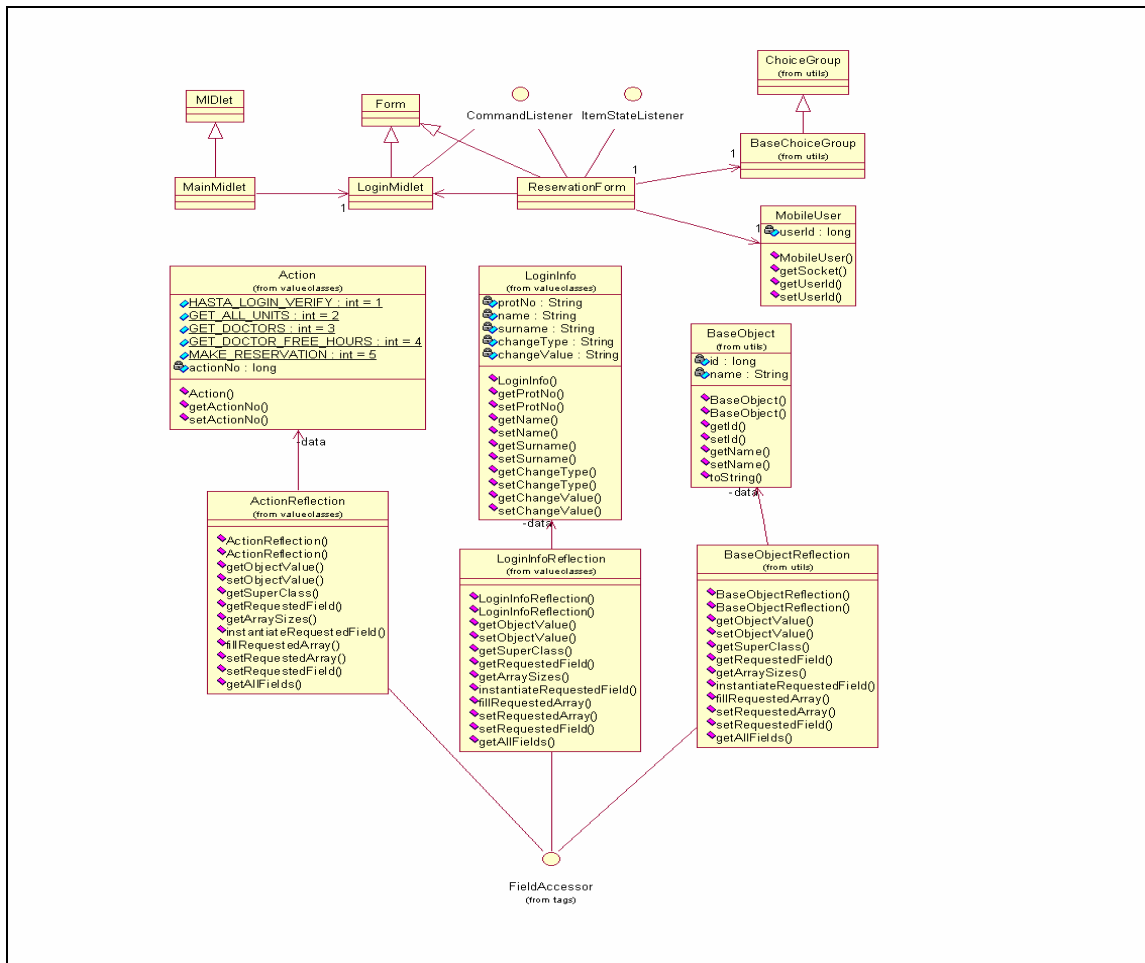 ChoiceGroup
(from utils)
MIDlet
Form
CommandListener
ItemStateListener
BaseChoiceGroup
(from utils)
1
1
MainMidlet
LoginMidlet
1
ReservationForm
MobileUser
1
userId : long
MobileUser()
getSocket()
getUserId()
setUserId()
Action
(from valueclasses)
HASTA_LOGIN_VERIFY : int = 1
GET_ALL_UNITS : int = 2
GET_DOCTORS : int = 3
GET_DOCTOR_FREE_HOURS : int = 4
MAKE_RESERVATION : int = 5
actionNo : long
Action()
getActionNo()
setActionNo()
-data
LoginInfo
(from valueclasses)
protNo : String
name : String
surname : String
changeType : String
changeValue : String
LoginInfo()
getProtNo()
setProtNo()
getName()
setName()
getSurname()
setSurname()
getChangeType()
setChangeType()
getChangeValue()
setChangeValue()
-data
BaseObject
(from utils)
id : long
name : String
BaseObject()
BaseObject()
getId()
setId()
getName()
setName()
toString()
-data
ActionReflection
(from valueclasses)
ActionReflection()
ActionReflection()
getObjectValue()
setObjectValue()
getSuperClass()
getRequestedField()
getArraySizes()
instantiateRequestedField()
fillRequestedArray()
setRequestedArray()
setRequestedField()
getAllFields()
LoginInfoReflection
(from valueclasses)
LoginInfoReflection()
LoginInfoReflection()
getObjectValue()
setObjectValue()
getSuperClass()
getRequestedField()
getArraySizes()
instantiateRequestedField()
fillRequestedArray()
setRequestedArray()
setRequestedField()
getAllFields()
BaseObjectReflection
(from utils)
BaseObjectReflection()
BaseObjectReflection()
getObjectValue()
setObjectValue()
getSuperClass()
getRequestedField()
getArraySizes()
instantiateRequestedField()
fillRequestedArray()
setRequestedArray()
setRequestedField()
getAllFields()
FieldAccessor
(from tags)